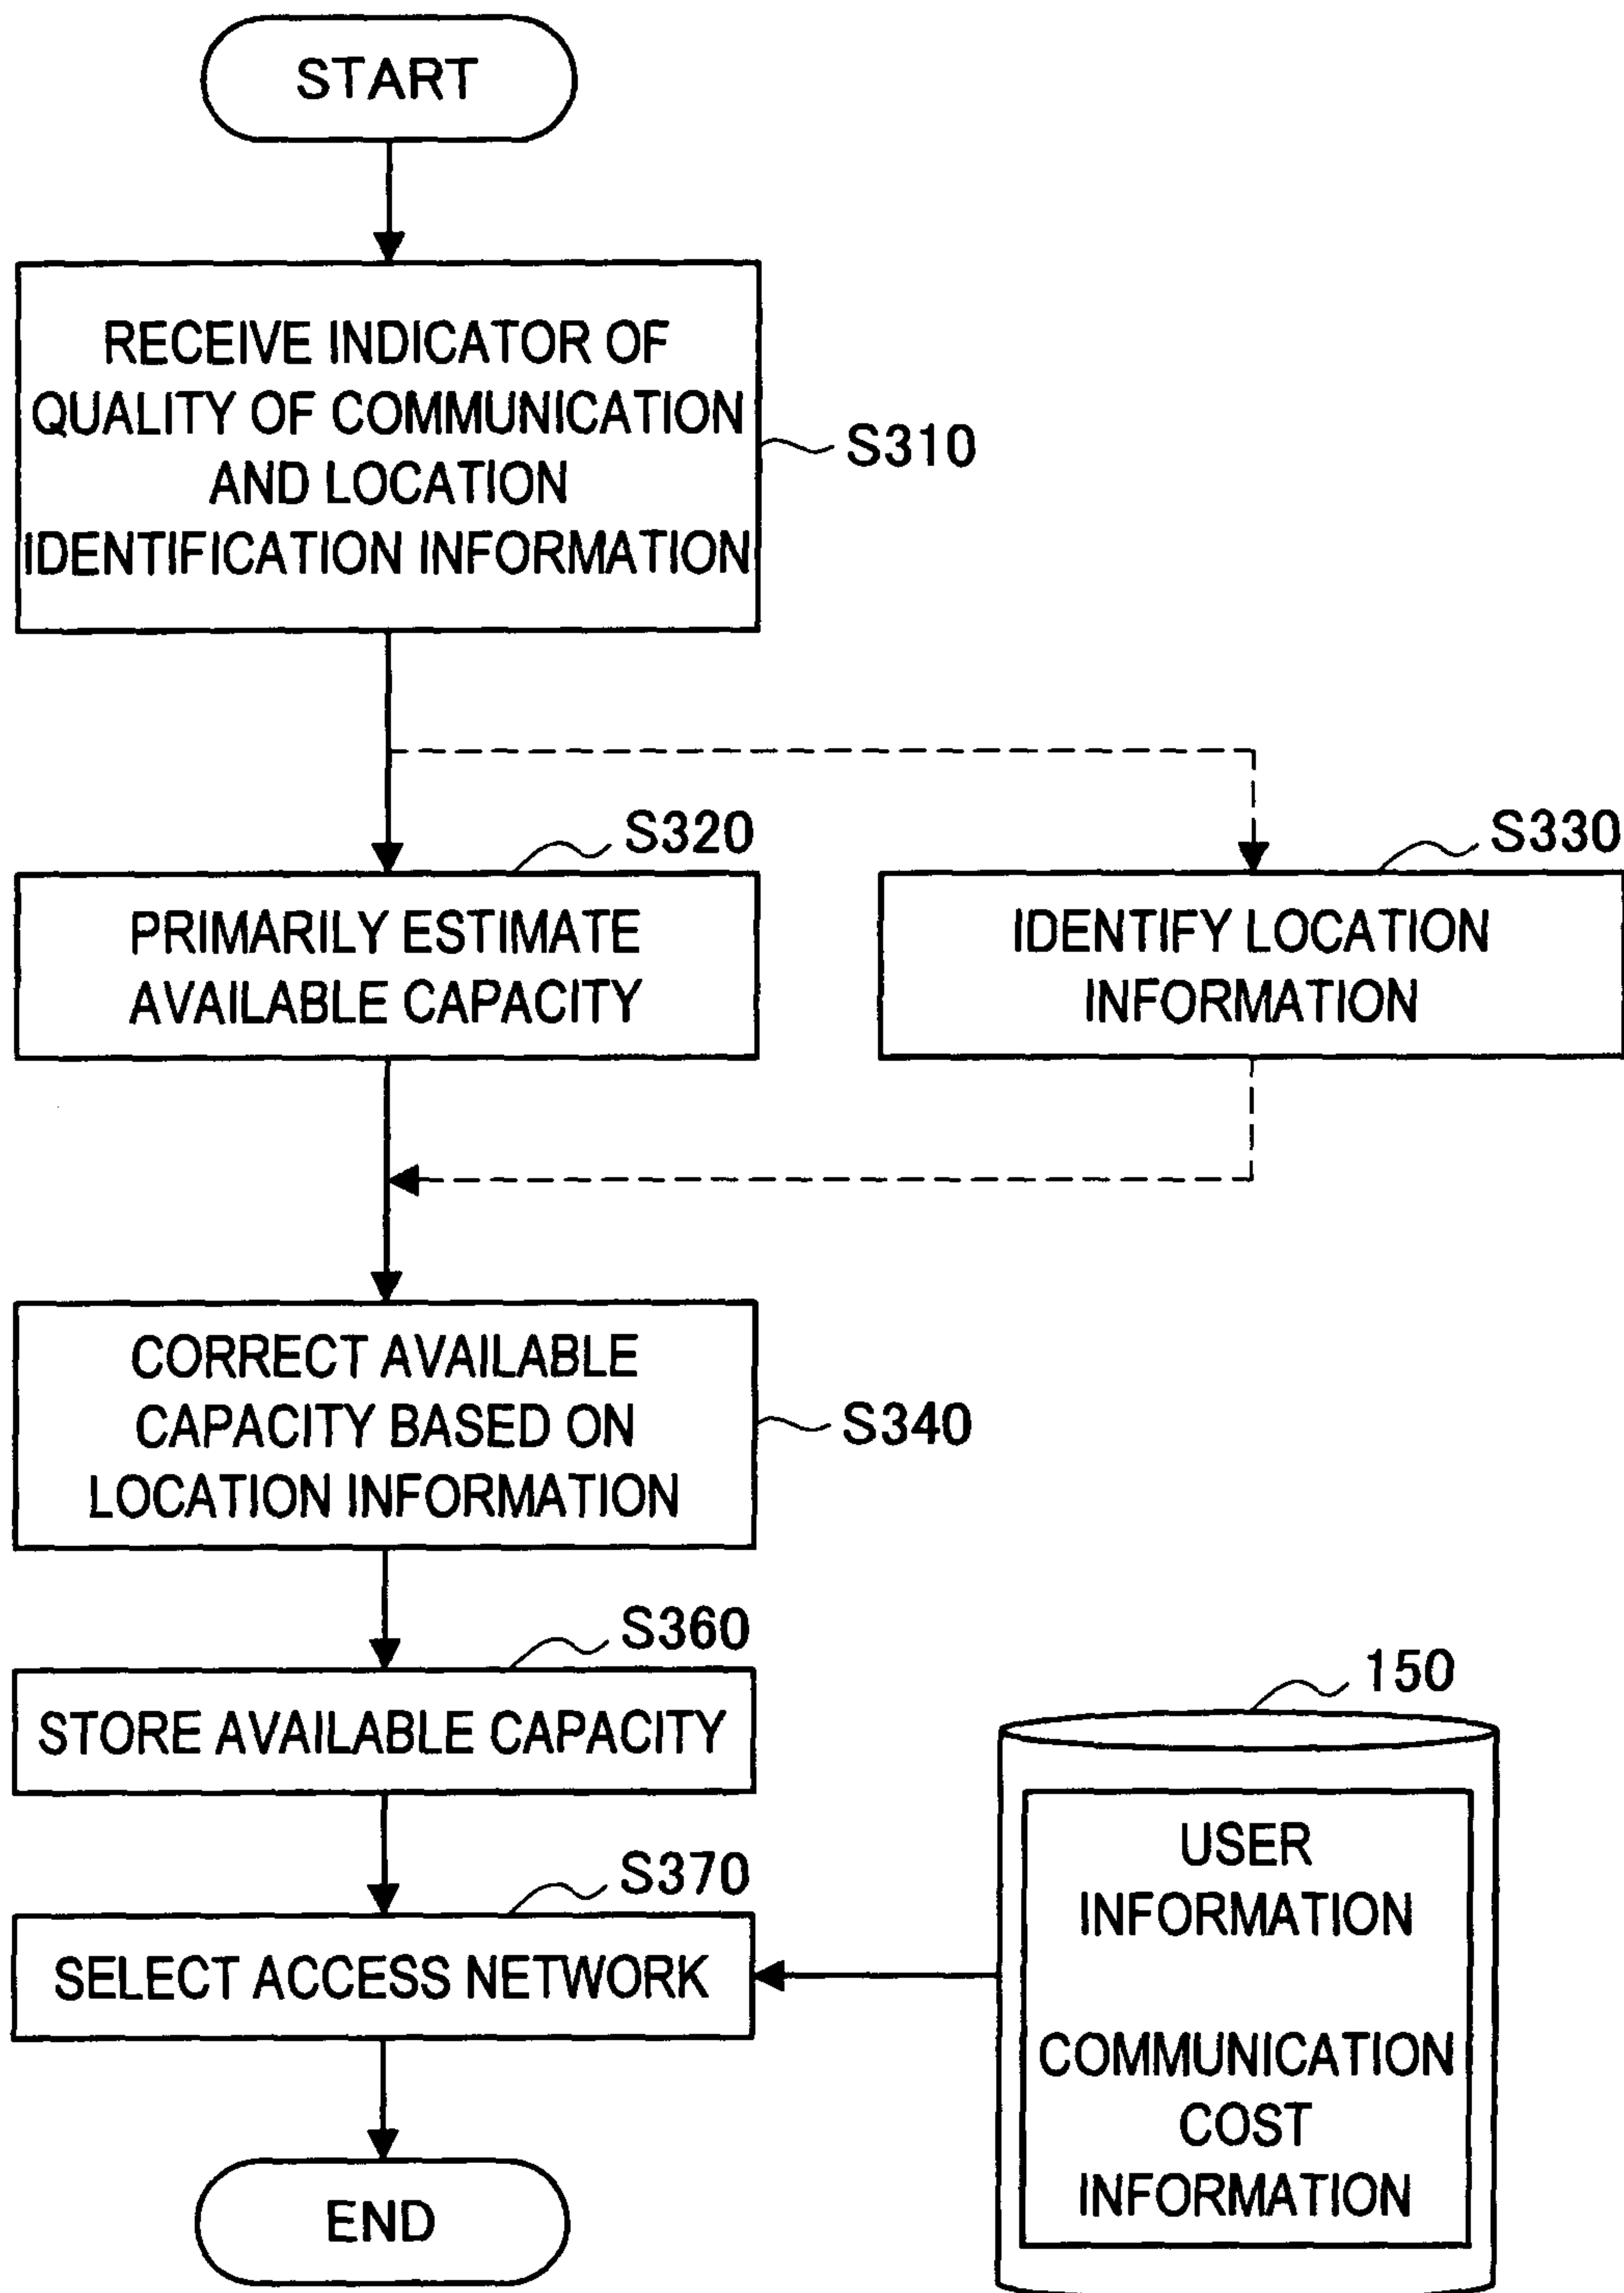 START
RECEIVE INDICATOR OF
QUALITY OF COMMUNICATION
AND LOCATION
IDENTIFICATION INFORMATION
S310
S320
PRIMARILY ESTIMATE
AVAILABLE CAPACITY
S330
IDENTIFY LOCATION
INFORMATION
CORRECT AVAILABLE
CAPACITY BASED ON
LOCATION INFORMATION
S340
S360
STORE AVAILABLE CAPACITY
S370
SELECT ACCESS NETWORK
150
USER
INFORMATION
COMMUNICATION
COST
INFORMATION
END